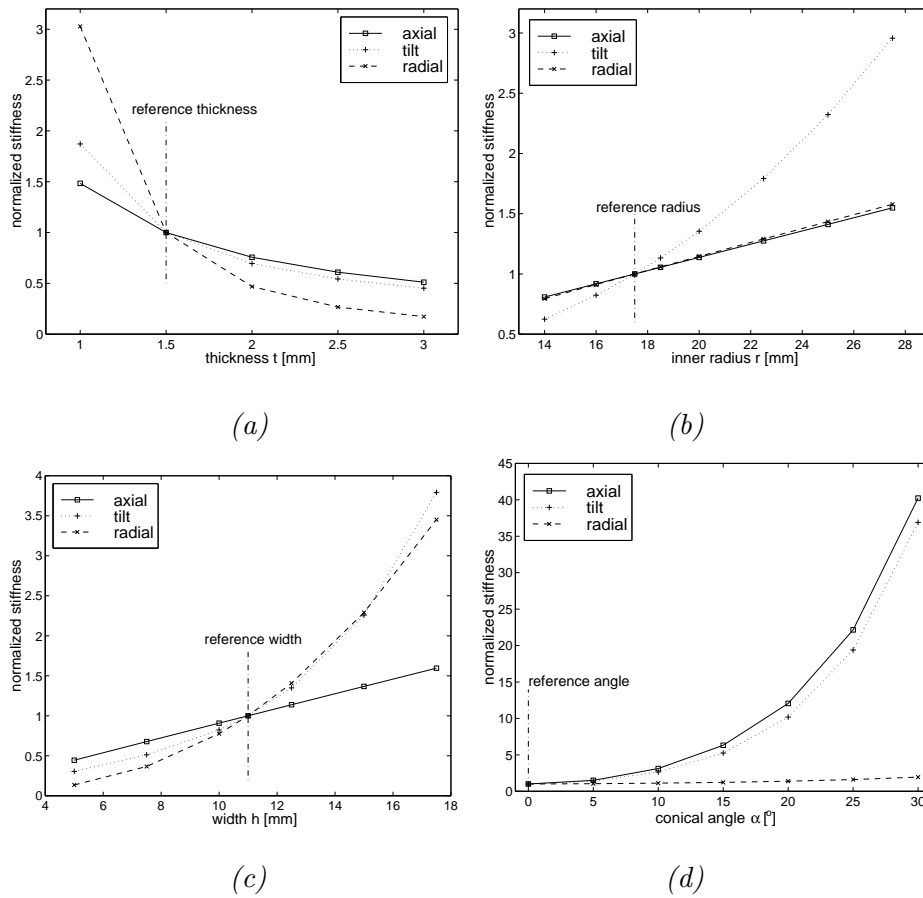 3
2.5
2
1.5
1
0.5
0
normalized stiffness
axial
tilt
radial
reference thickness
1 1.5 2 2.5 3
thickness t [mm]
(a)
3
2.5
2
1.5
1
0.5
normalized stiffness
axial
tilt
radial
reference radius
14 16 18 20 22 24 26 28
inner radius r [mm]
(b)
4
3.5
3
2.5
2
1.5
1
0.5
0
normalized stiffness
axial
tilt
radial
reference width
4 6 8 10 12 14 16 18
width h [mm]
(c)
45
40
35
30
25
20
15
10
5
0
normalized stiffness
axial
tilt
radial
reference angle
0 5 10 15 20 25 30
conical angle α [º]
(d)